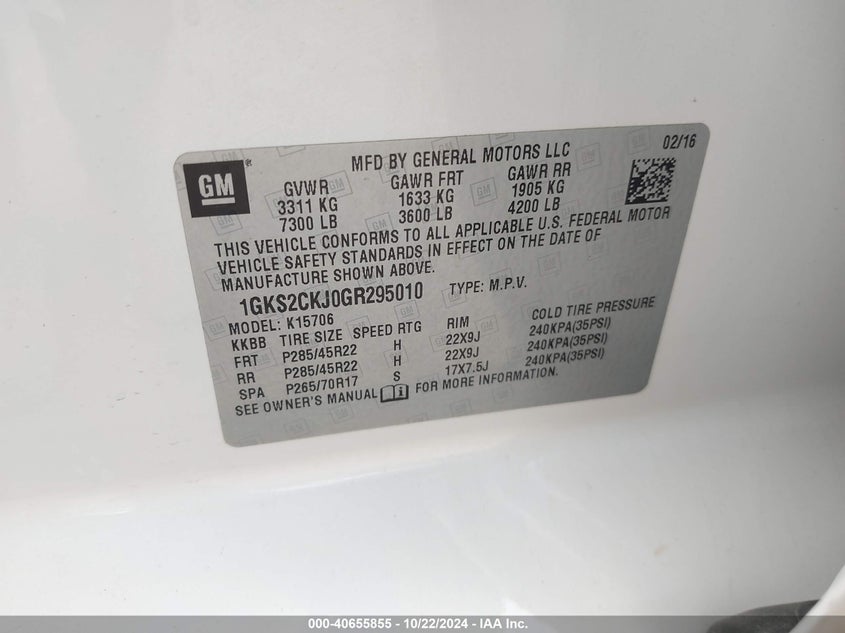 GM
®
MFD BY GENERAL MOTORS LLC
02/16
GVWR GAWR FRT GAWR RR
3311 KG 1633 KG 1905 KG
7300 LB 3600 LB 4200 LB
THIS VEHICLE CONFORMS TO ALL APPLICABLE U.S. FEDERAL MOTOR
VEHICLE SAFETY STANDARDS IN EFFECT ON THE DATE OF
MANUFACTURE SHOWN ABOVE.
1GKS2CKJ0GR295010 TYPE: M.P.V.
MODEL: K15706
KKBB TIRE SIZE SPEED RTG RIM COLD TIRE PRESSURE
FRT P285/45R22 H 22X9J 240KPA(35PSI)
RR P285/45R22 H 22X9J 240KPA(35PSI)
SPA P265/70R17 S 17X7.5J 240KPA(35PSI)
SEE OWNER'S MANUAL FOR MORE INFORMATION.
000-40655855 - 10/22/2024 - IAA Inc.